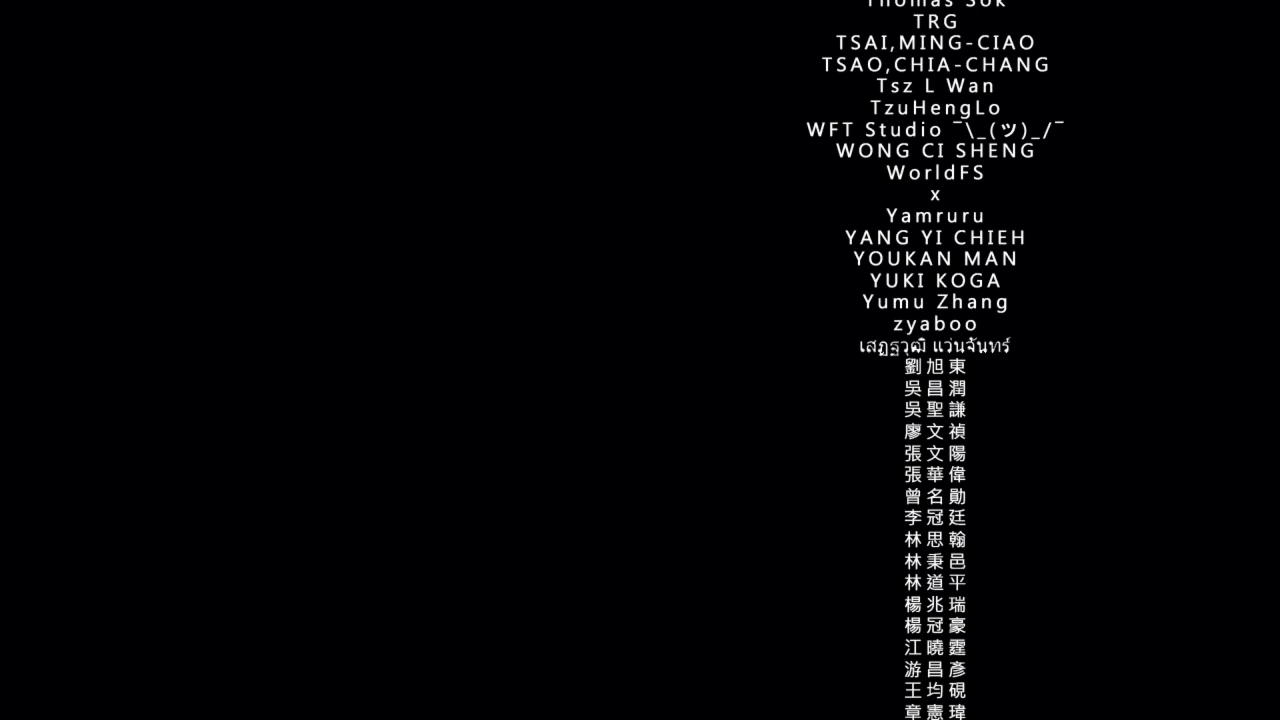 Thomas Sok
TRG
TSAI,MING-CIAO
TSAO,CHIA-CHANG
Tsz L Wan
TzuHengLo
WFT Studio ¯\_(ツ)_/¯
WONG CI SHENG
WorldFS
x
Yamruru
YANG YI CHIEH
YOUKAN MAN
YUKI KOGA
Yumu Zhang
zyaboo
เสฏฐวุฒิ แว่นจันทร์
劉旭東
吳昌潤
吳聖謙
廖文禎
張文陽
張華偉
曾名勛
李冠廷
林思翰
林秉邑
林道平
楊兆瑞
楊冠豪
江曉霆
游昌彥
王均硯
章憲瑋